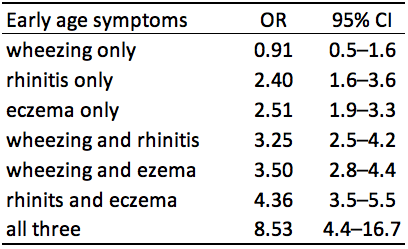 Early age symptoms OR 95% CI
wheezing only 0.91 0.5–1.6
rhinitis only 2.40 1.6–3.6
eczema only 2.51 1.9–3.3
wheezing and rhinitis 3.25 2.5–4.2
wheezing and ezema 3.50 2.8–4.4
rhinits and eczema 4.36 3.5–5.5
all three 8.53 4.4–16.7